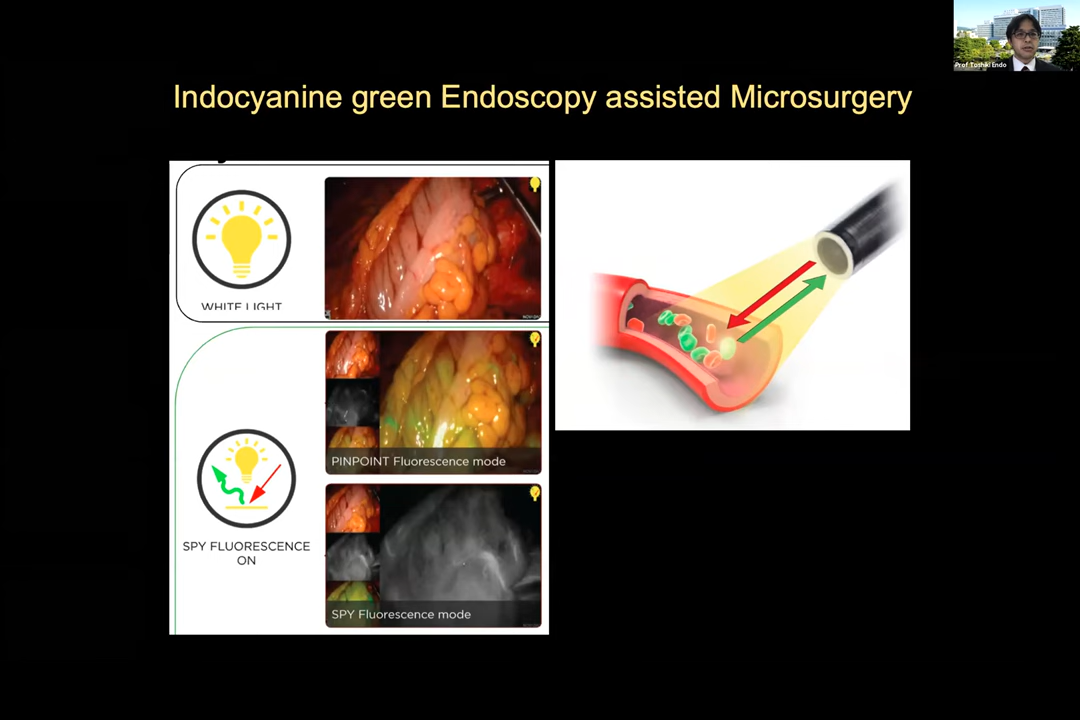 Prof Toshiki Endo
Indocyanine green Endoscopy assisted Microsurgery
WHITE LIGHT
PINPOINT Fluorescence mode
SPY FLUORESCENCE
ON
SPY Fluorescence mode